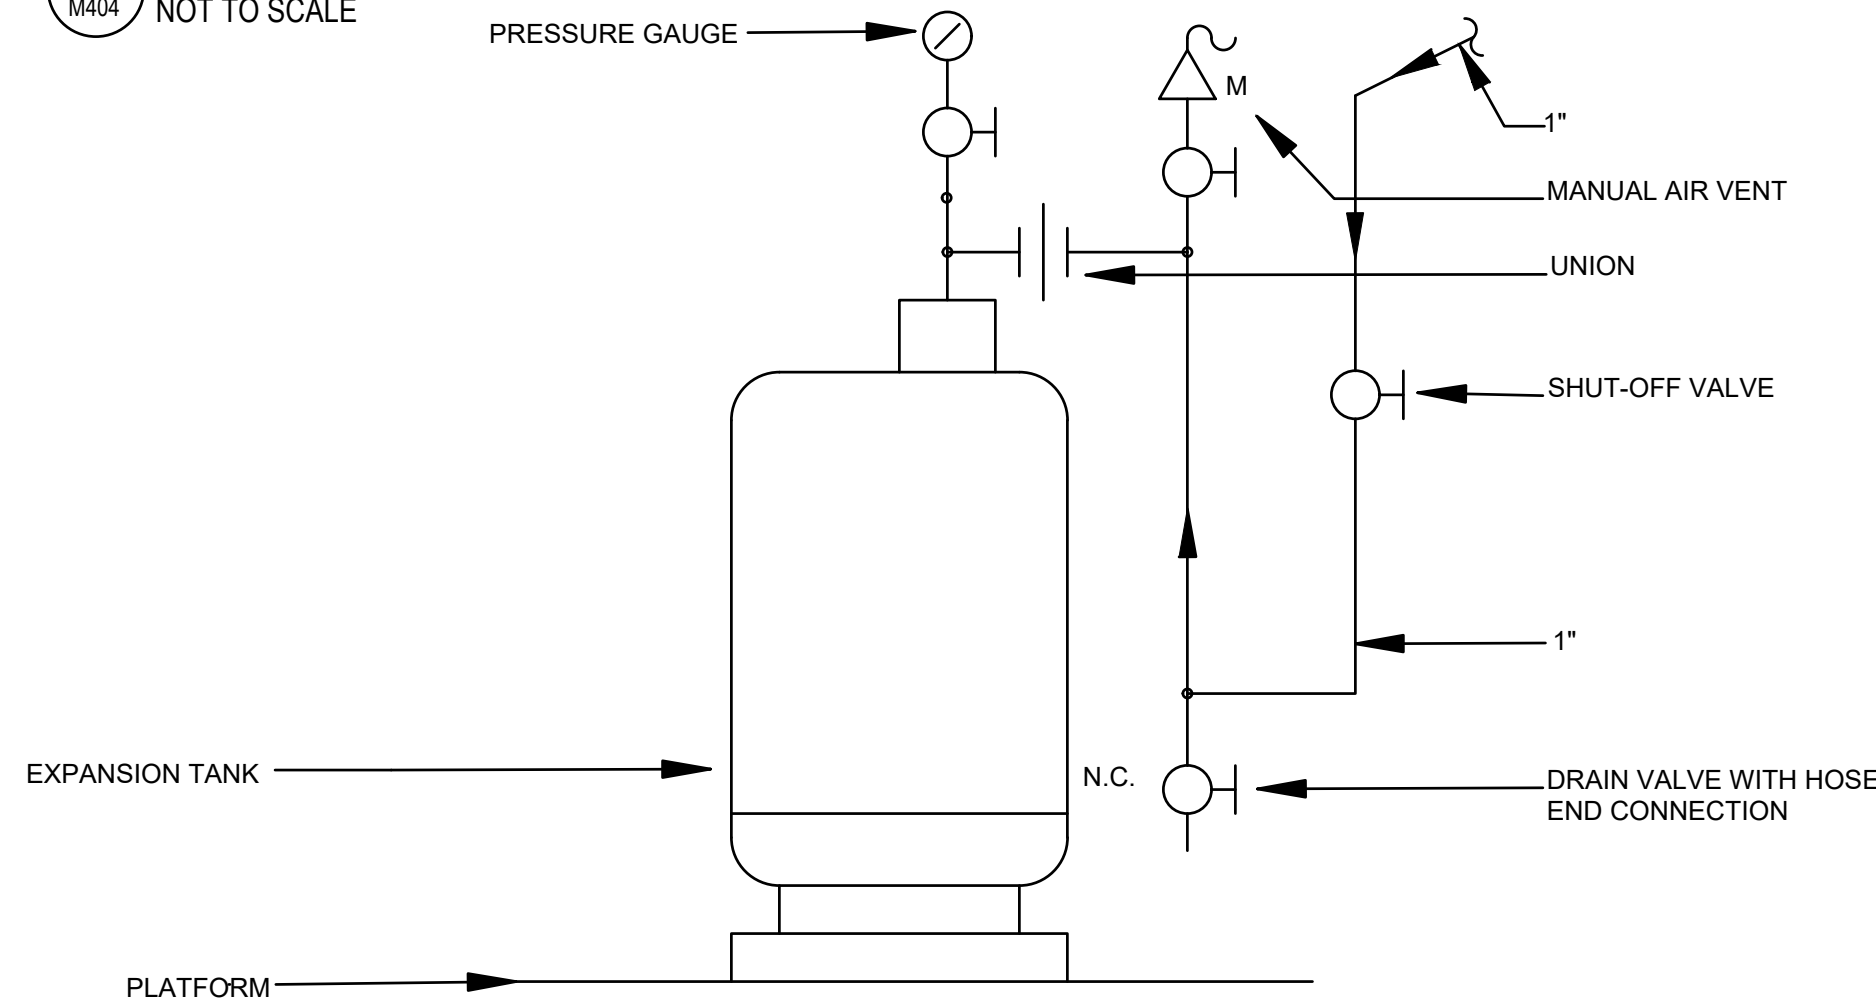 M404
NOT TO SCALE
PRESSURE GAUGE
M
1"
MANUAL AIR VENT
UNION
SHUT-OFF VALVE
1"
EXPANSION TANK
N.C.
DRAIN VALVE WITH HOSE
END CONNECTION
PLATFORM